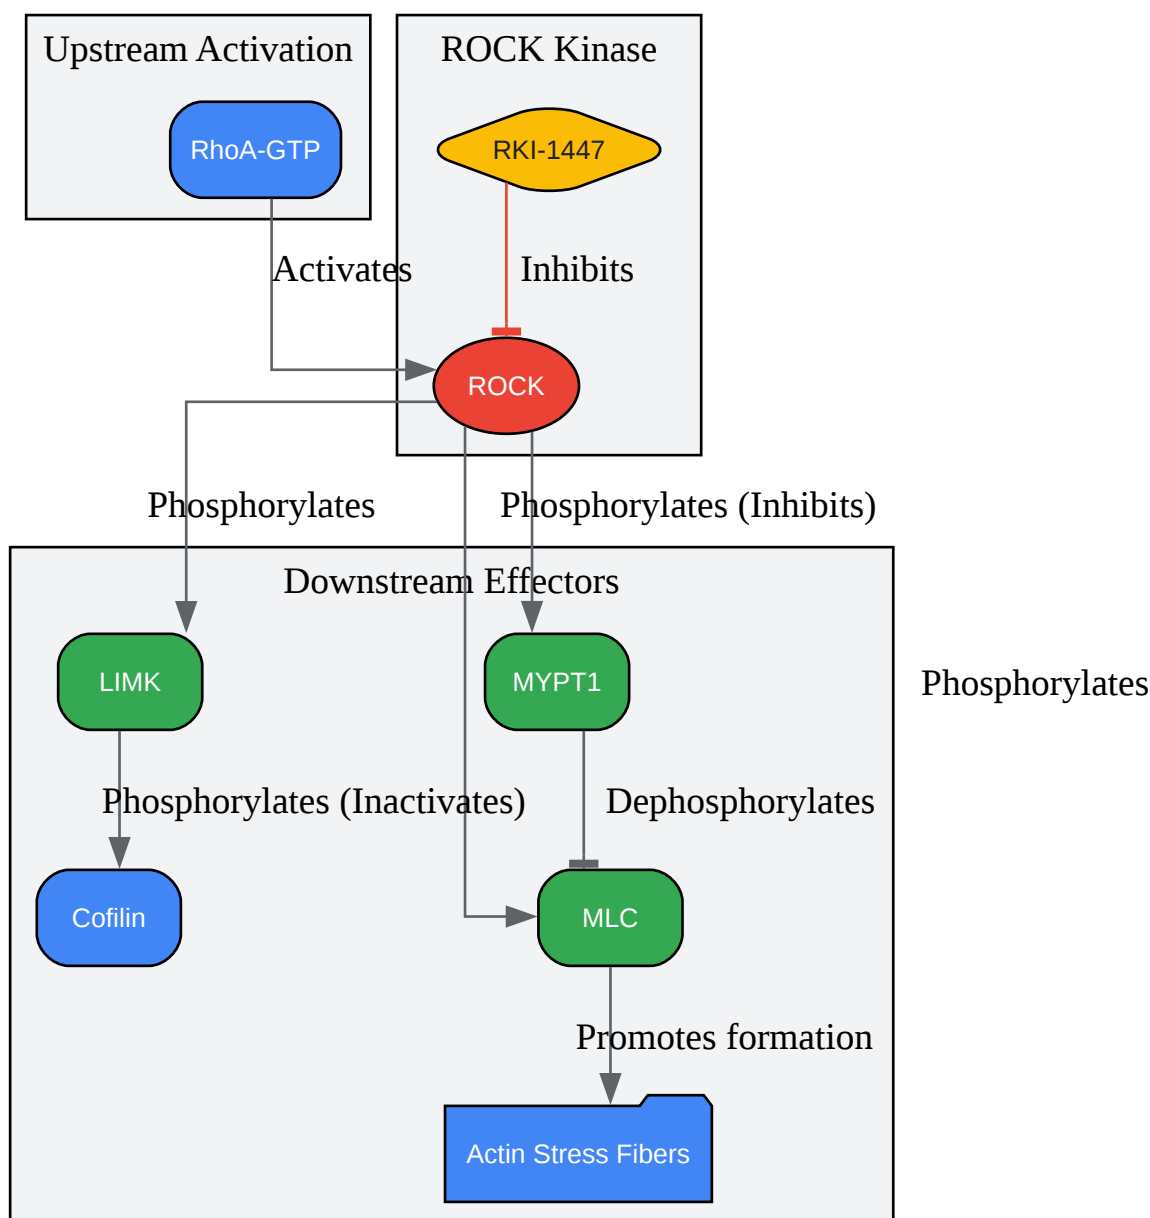 Upstream Activation
ROCK Kinase
RhoA-GTP
RKI-1447
Activates
Inhibits
ROCK
Phosphorylates
Phosphorylates (Inhibits)
Downstream Effectors
LIMK
MYPT1
Phosphorylates
Phosphorylates (Inactivates)
Dephosphorylates
Cofilin
MLC
Promotes formation
Actin Stress Fibers